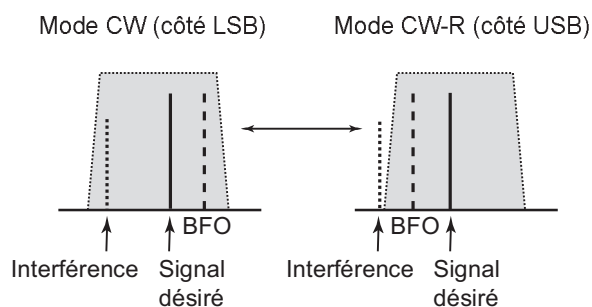 Mode CW (côté LSB)
Mode CW-R (côté USB)
BFO
BFO
Interférence
Signal
désiré
Interférence
Signal
désiré